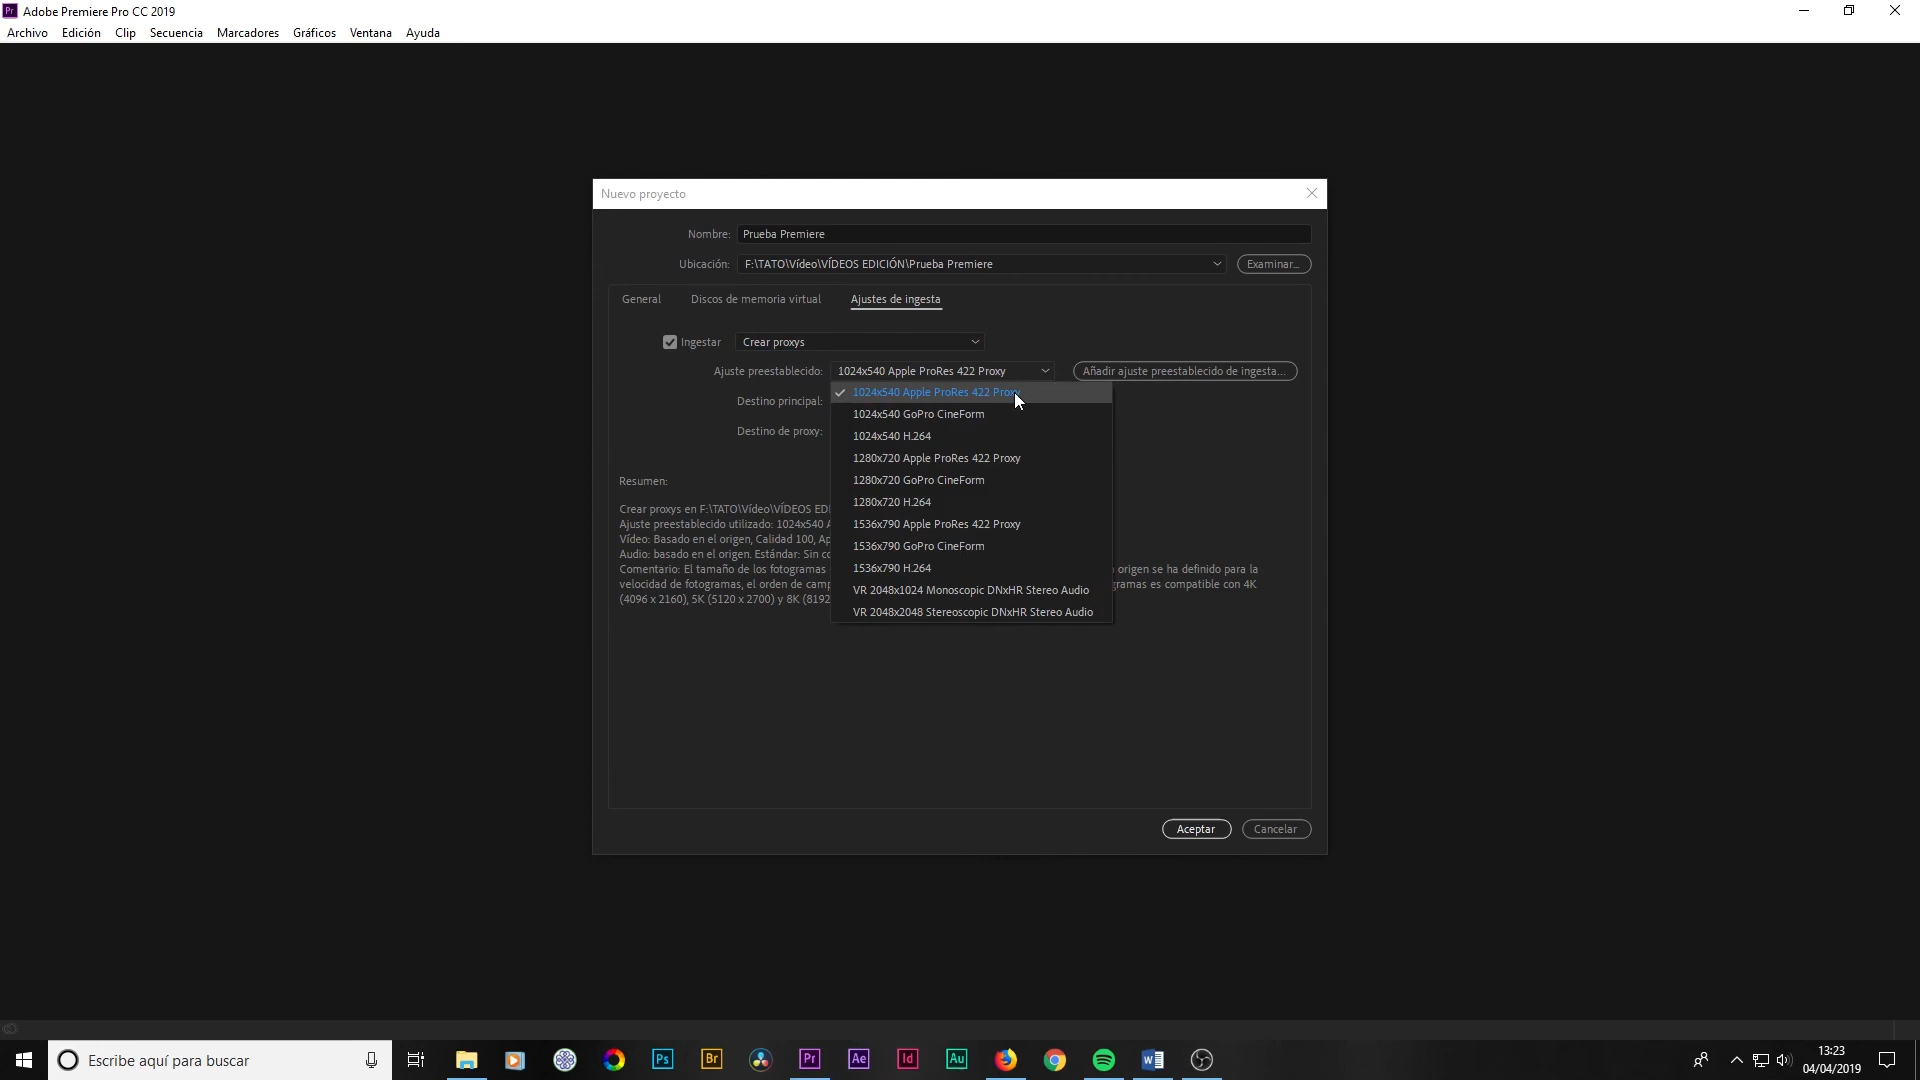 Pr Adobe Premiere Pro CC 2019
Archivo Edición Clip Secuencia Marcadores Gráficos Ventana Ayuda
Nuevo proyecto
Nombre: Prueba Premiere
Ubicación: F:\TATO\Vídeo\VÍDEOS EDICIÓN\Prueba Premiere Examinar...
General Discos de memoria virtual Ajustes de ingesta
Ingestar Crear proxys
Ajuste preestablecido: 1024x540 Apple ProRes 422 Proxy Añadir ajuste preestablecido de ingesta...
1024x540 Apple ProRes 422 Proxy
Destino principal:
1024x540 GoPro CineForm
Destino de proxy:
1024x540 H.264
1280x720 Apple ProRes 422 Proxy
1280x720 GoPro CineForm
Resumen:
1280x720 H.264
Crear proxys en F:\TATO\Vídeo\VÍDEOS EDI
Ajuste preestablecido utilizado: 1024x540 A
1536x790 Apple ProRes 422 Proxy
Vídeo: Basado en el origen, Calidad 100, Ap
1536x790 GoPro CineForm
Audio: basado en el origen. Estándar: Sin co
1536x790 H.264
Comentario: El tamaño de los fotogramas origen se ha definido para la
velocidad de fotogramas, el orden de camp gramas es compatible con 4K
VR 2048x1024 Monoscopic DNxHR Stereo Audio
(4096 x 2160), 5K (5120 x 2700) y 8K (8192
VR 2048x2048 Stereoscopic DNxHR Stereo Audio
Aceptar Cancelar
Escribe aquí para buscar Ps Br Pr Ae Id Au
13:23
04/04/2019